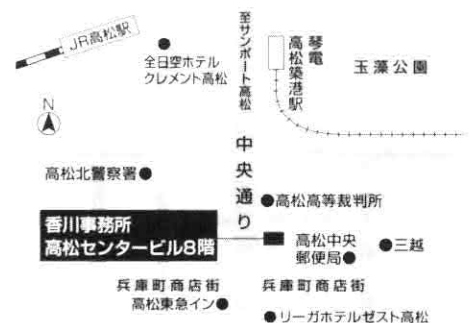 JR高松駅
全日空ホテル
クレメント高松
至サンポート高松
琴電
高松築港駅
玉藻公園
N
中央通り
高松北警察署
高松高等裁判所
香川事務所
高松センタービル8階
高松中央
郵便局
三越
兵庫町商店街
兵庫町商店街
高松東急イン
リーガホテルゼスト高松